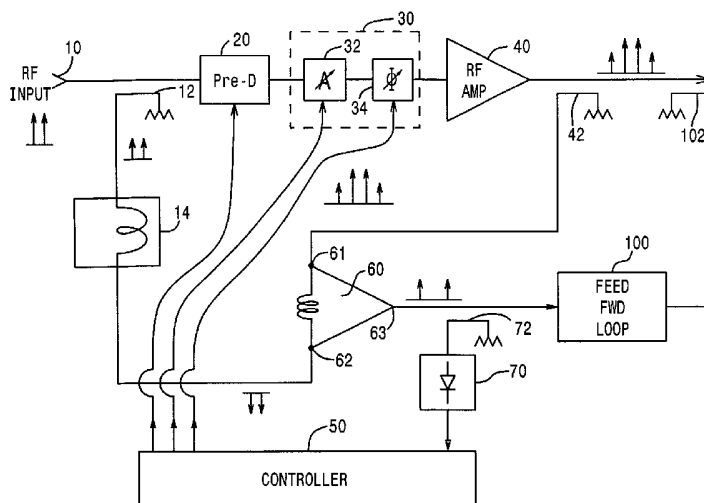 30
10
20
32
40
RF
INPUT
Pre-D
A
Φ
RF
AMP
12
34
42
102
14
61
60
100
FEED
FWD
LOOP
63
72
62
70
50
CONTROLLER